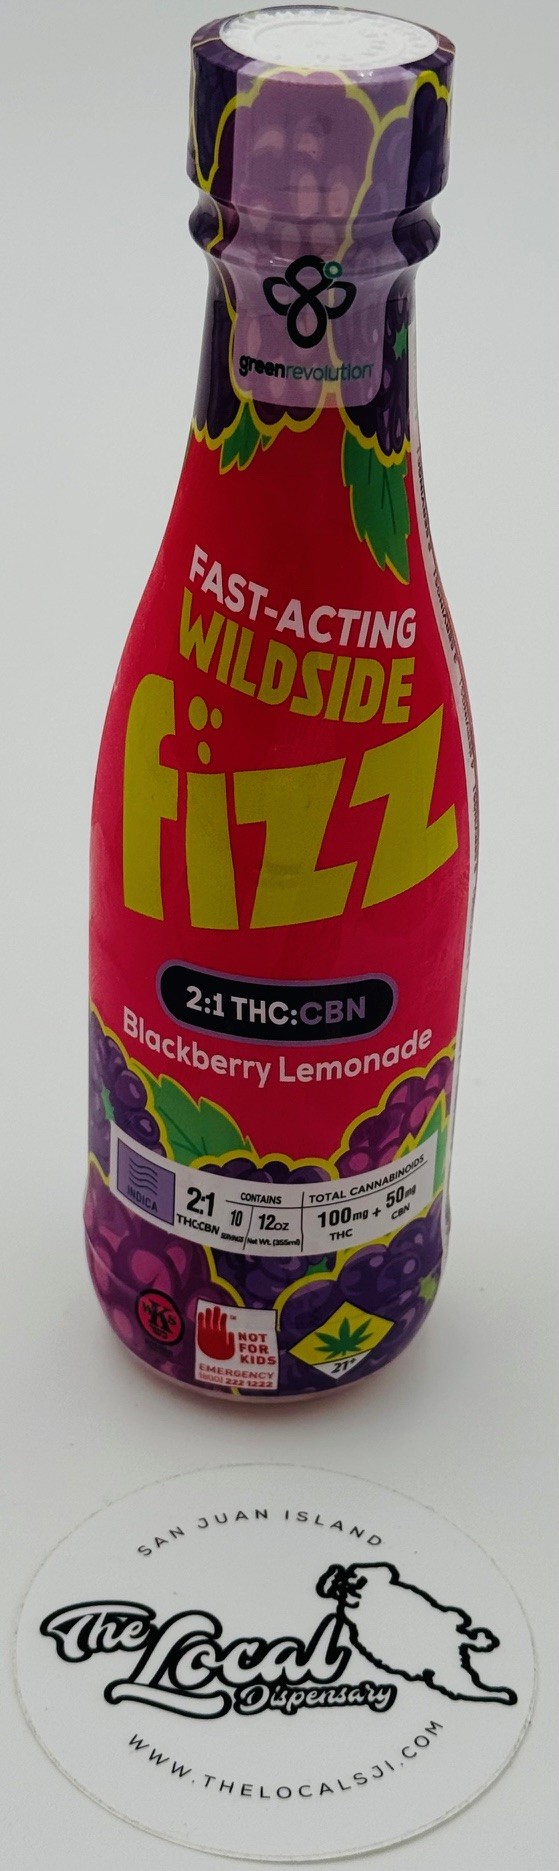 greenrevolution
FAST-ACTING
WILDSIDE
fizz
2:1 THC:CBN
Blackberry Lemonade
INDICA
2:1
THC:CBN
CONTAINS
10
SERVINGS
12oz
Net Wt. (355ml)
TOTAL CANNABINOIDS
100mg + 50mg
THC CBN
WKS
NOT
FOR
KIDS
EMERGENCY
(800) 222 1222
21+
SAN JUAN ISLAND
The Local
Dispensary
WWW.THELOCALSJI.COM